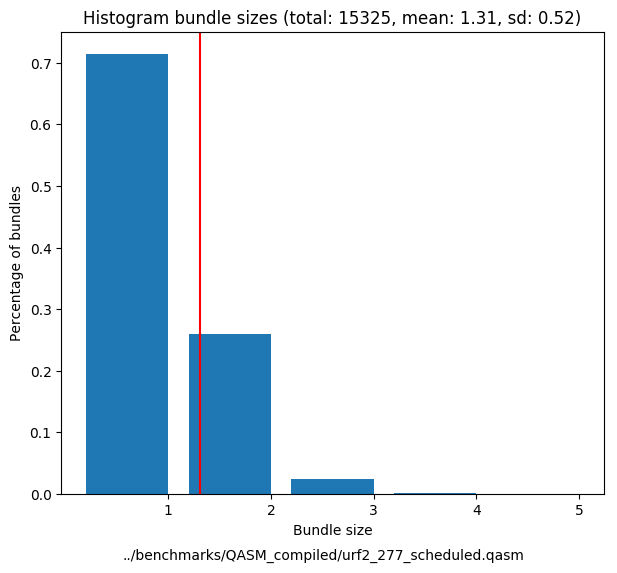 Histogram bundle sizes (total: 15325, mean: 1.31, sd: 0.52)
Percentage of bundles
0.7
0.6
0.5
0.4
0.3
0.2
0.1
0.0
1 2 3 4 5
Bundle size
../benchmarks/QASM_compiled/urf2_277_scheduled.qasm